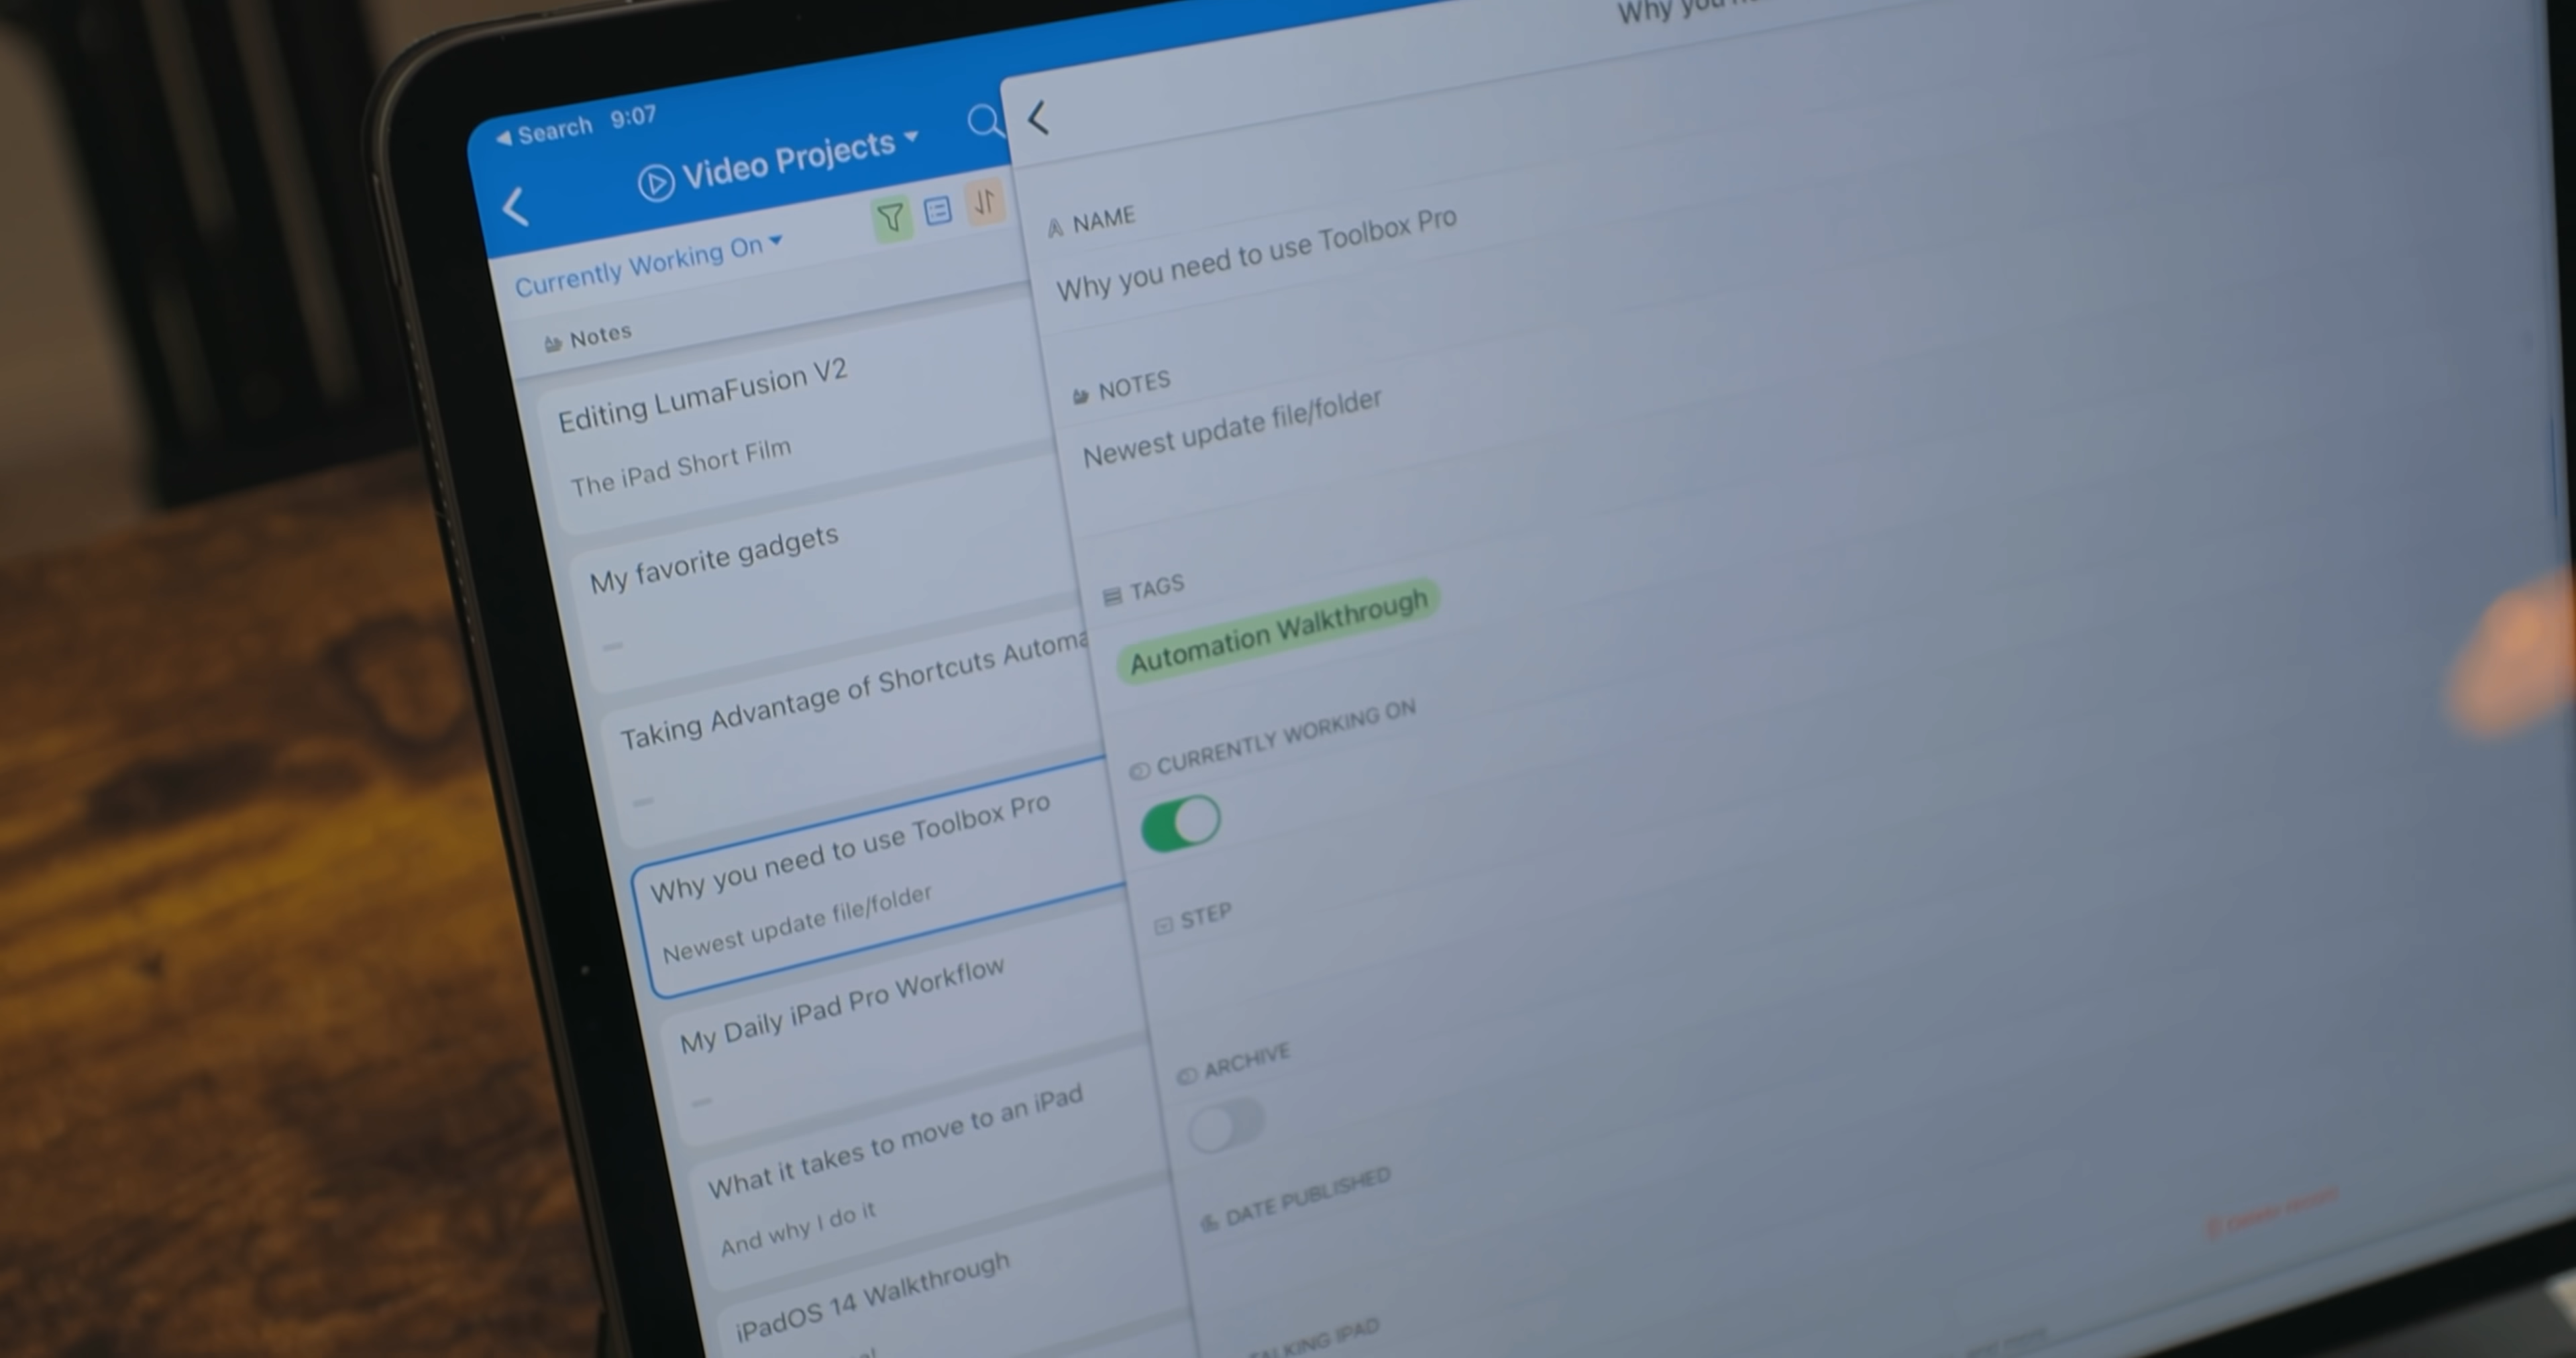 Search 9:07
Video Projects
Currently Working On
Notes
Editing LumaFusion V2
The iPad Short Film
My favorite gadgets
—
Taking Advantage of Shortcuts Automa
—
Why you need to use Toolbox Pro
Newest update file/folder
My Daily iPad Pro Workflow
—
What it takes to move to an iPad
And why I do it
iPadOS 14 Walkthrough
Why you
NAME
Why you need to use Toolbox Pro
NOTES
Newest update file/folder
TAGS
Automation Walkthrough
CURRENTLY WORKING ON
STEP
ARCHIVE
DATE PUBLISHED
TALKING IPAD